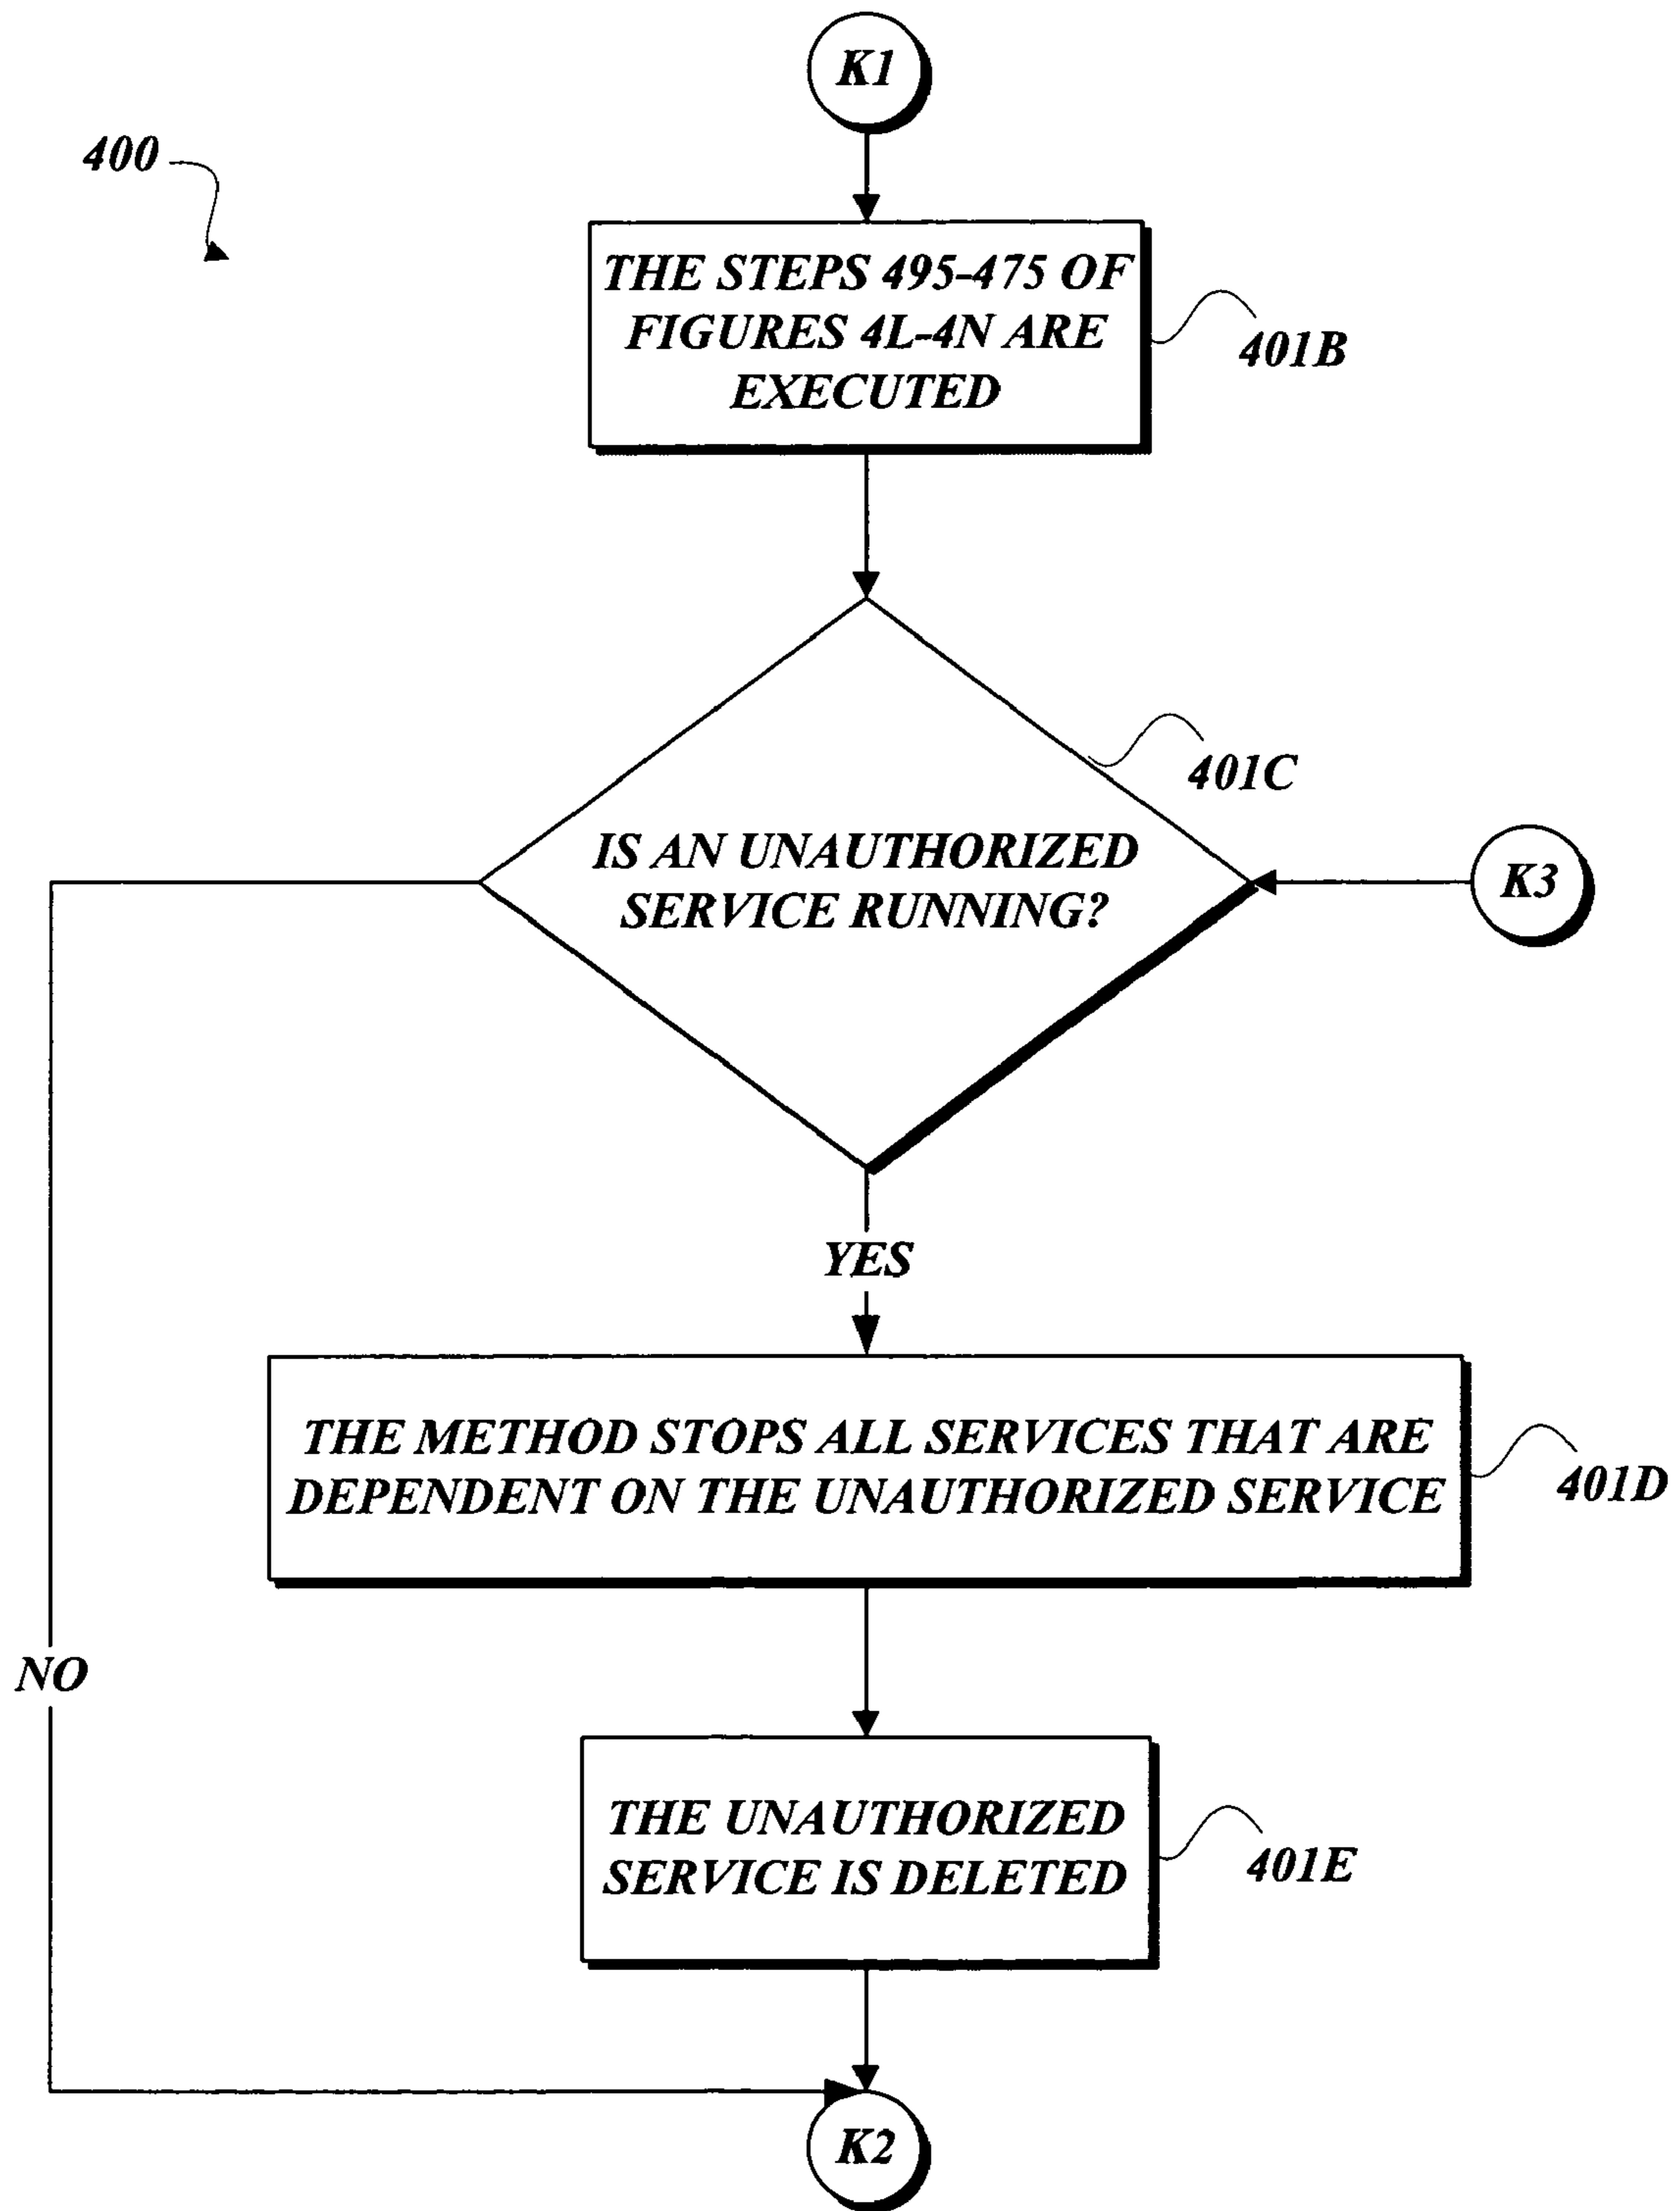 K1
400
THE STEPS 495-475 OF
FIGURES 4L-4N ARE
EXECUTED
401B
401C
IS AN UNAUTHORIZED
SERVICE RUNNING?
K3
YES
THE METHOD STOPS ALL SERVICES THAT ARE
DEPENDENT ON THE UNAUTHORIZED SERVICE
401D
NO
THE UNAUTHORIZED
SERVICE IS DELETED
401E
K2